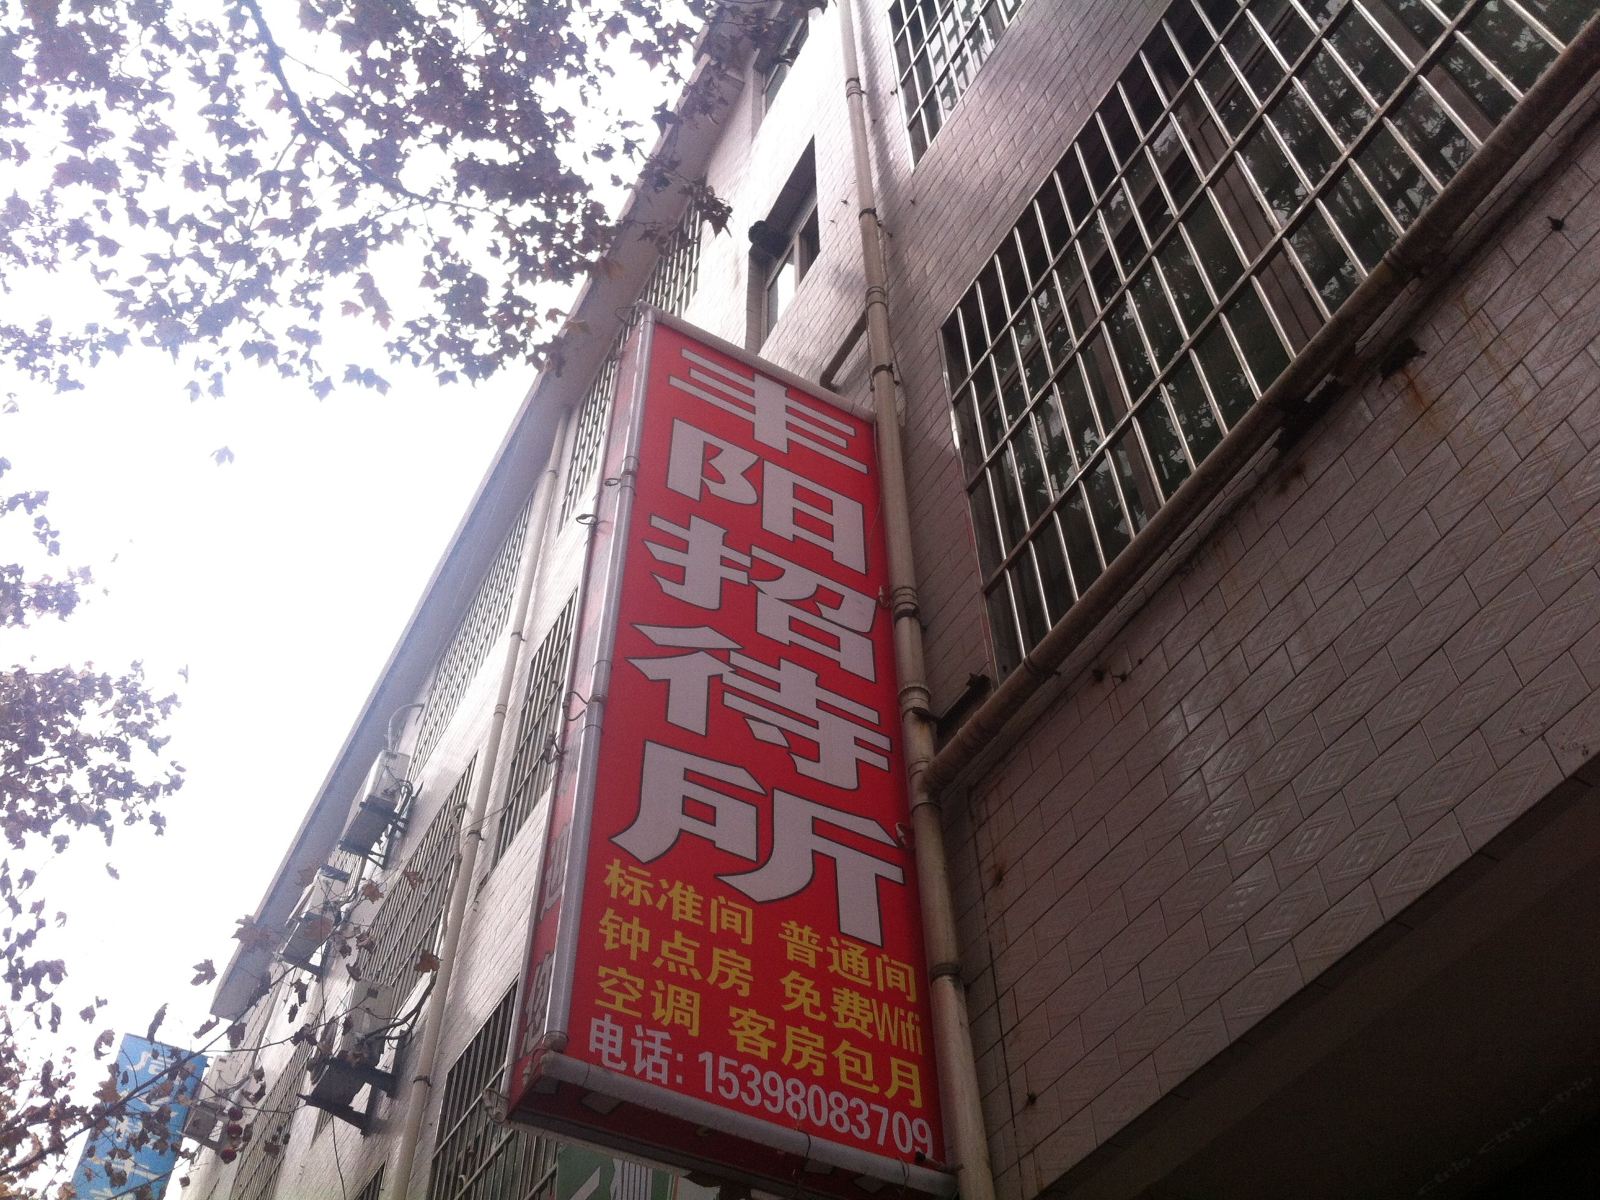 丰阳招待所
标准间 普通间
钟点房 免费Wifi
空调 客房包月
电话: 15398083709